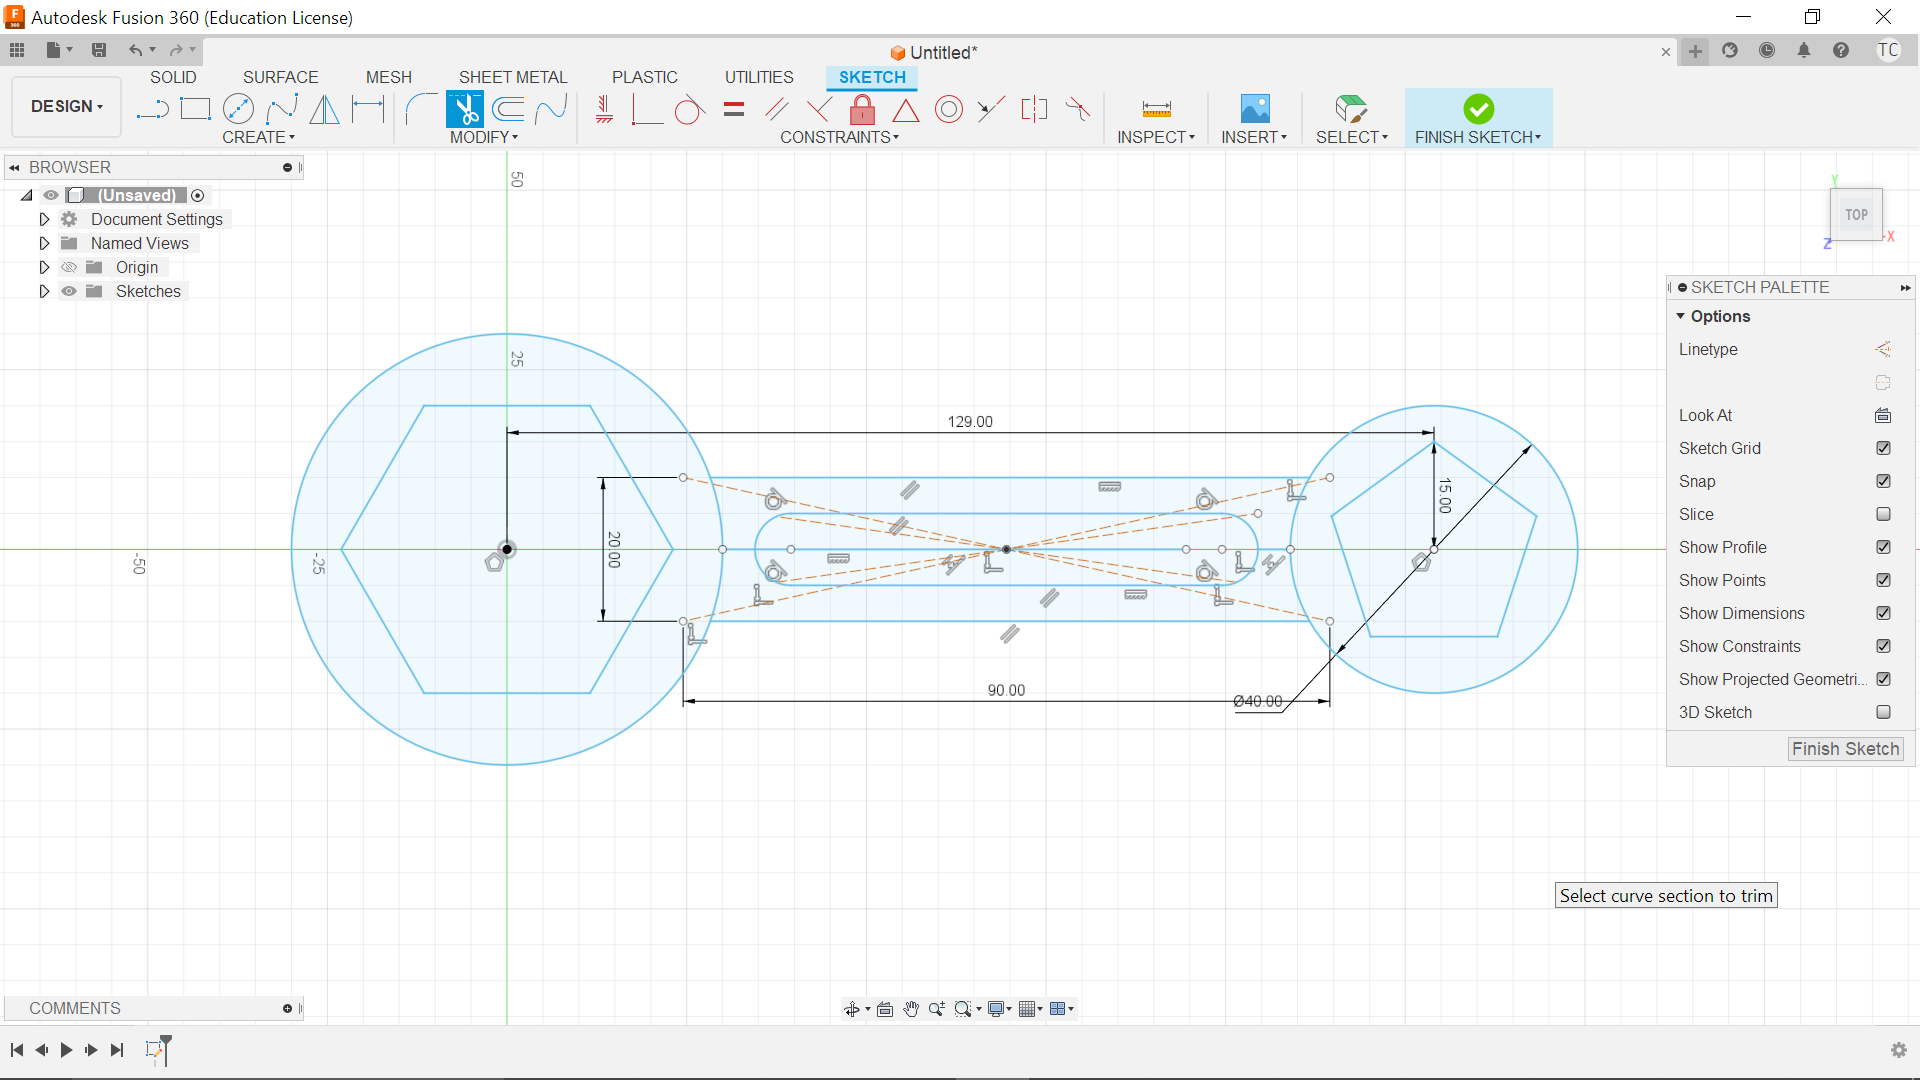 Autodesk Fusion 360 (Education License)
Untitled*
TC
DESIGN
SOLID SURFACE MESH SHEET METAL PLASTIC UTILITIES SKETCH
CREATE MODIFY CONSTRAINTS INSPECT INSERT SELECT FINISH SKETCH
BROWSER
(Unsaved)
Document Settings
Named Views
Origin
Sketches
50
25
-50
-25
129.00
20.00
15.00
90.00
Ø40.00
Y
TOP
Z
X
SKETCH PALETTE
Options
Linetype
Look At
Sketch Grid
Snap
Slice
Show Profile
Show Points
Show Dimensions
Show Constraints
Show Projected Geometri...
3D Sketch
Finish Sketch
Select curve section to trim
COMMENTS